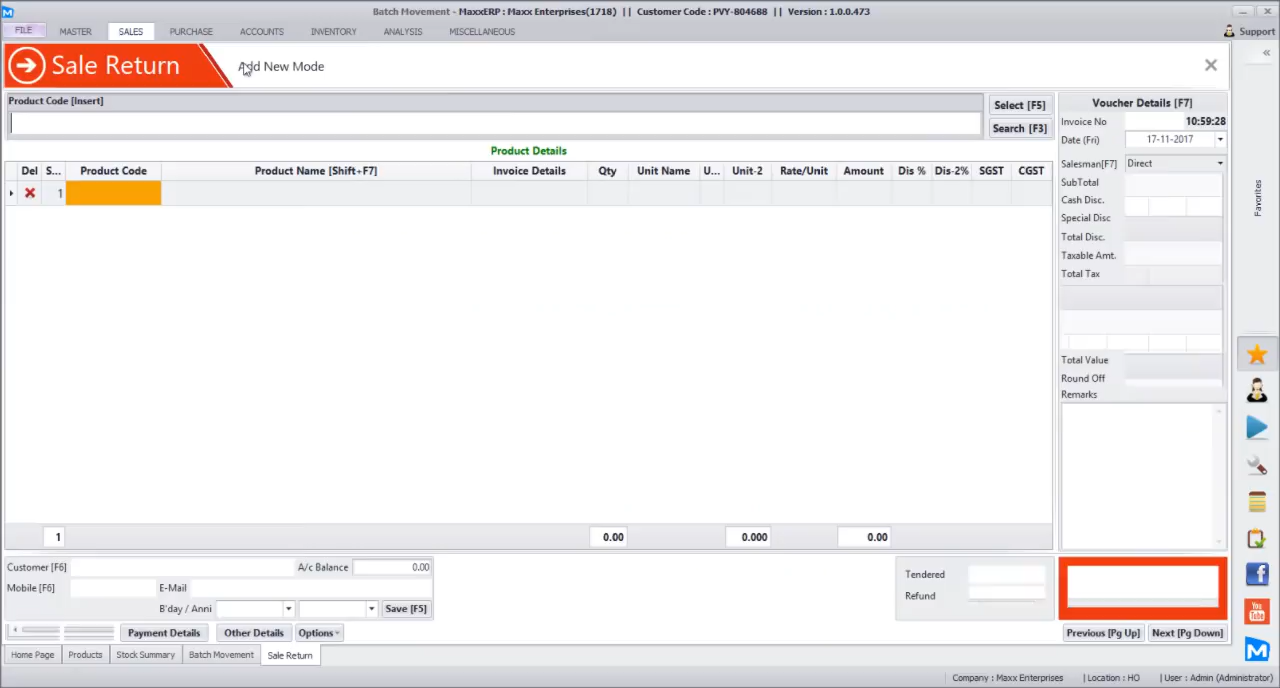 Batch Movement - MaxxERP : Maxx Enterprises(1718) || Customer Code : PVY-804688 || Version : 1.0.0.473
FILE MASTER SALES PURCHASE ACCOUNTS INVENTORY ANALYSIS MISCELLANEOUS Support
Sale Return Add New Mode
Product Code [Insert]
Select [F5]
Search [F3]
Product Details
Del S... Product Code Product Name [Shift+F7] Invoice Details Qty Unit Name U... Unit-2 Rate/Unit Amount Dis % Dis-2% SGST CGST
1
1 0.00 0.000 0.00
Voucher Details [F7]
Invoice No 10:59:28
Date (Fri) 17-11-2017
Salesman[F7] Direct
SubTotal
Cash Disc.
Special Disc
Total Disc.
Taxable Amt.
Total Tax
Total Value
Round Off
Remarks
Favorites
Customer [F6] A/c Balance 0.00
Mobile [F6] E-Mail
B'day / Anni Save [F5]
Tendered
Refund
Payment Details Other Details Options
Previous [Pg Up] Next [Pg Down]
You
Tube
Home Page Products Stock Summary Batch Movement Sale Return
Company : Maxx Enterprises | Location : HO | User : Admin (Administrator)